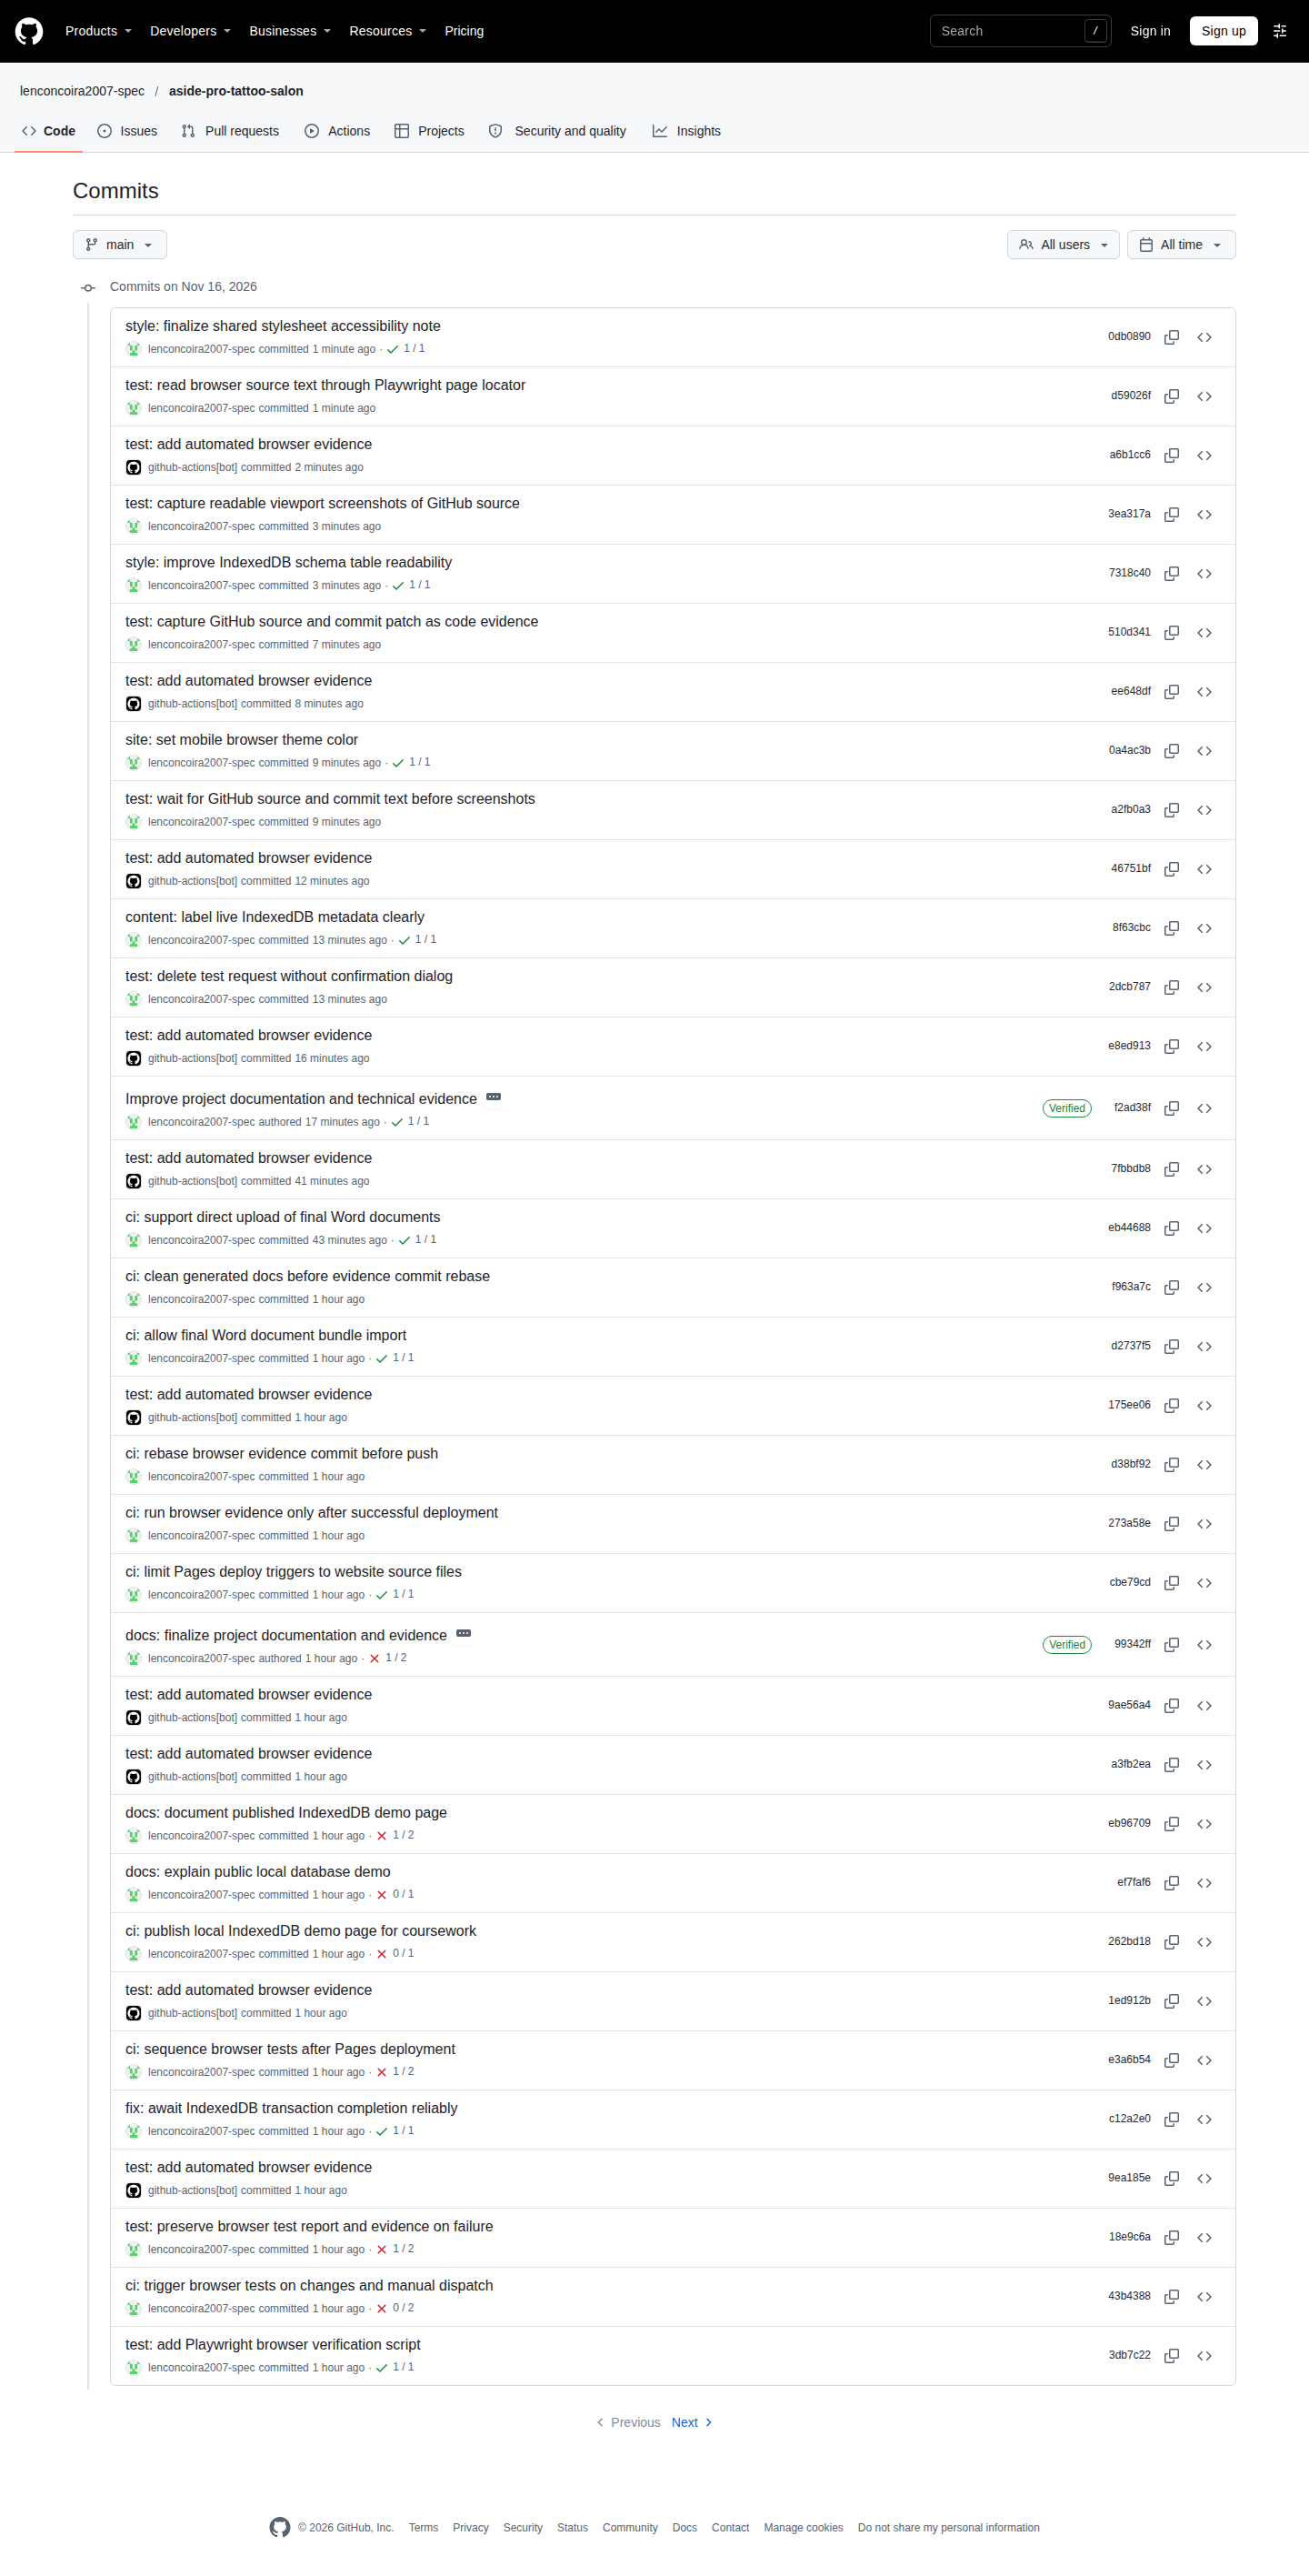 Products Developers Businesses Resources Pricing Search / Sign in Sign up
lenconcoira2007-spec / aside-pro-tattoo-salon
Code Issues Pull requests Actions Projects Security and quality Insights
Commits
main All users All time
Commits on Nov 16, 2026
style: finalize shared stylesheet accessibility note
lenconcoira2007-spec committed 1 minute ago · 1 / 1
0db0890
test: read browser source text through Playwright page locator
lenconcoira2007-spec committed 1 minute ago
d59026f
test: add automated browser evidence
github-actions[bot] committed 2 minutes ago
a6b1cc6
test: capture readable viewport screenshots of GitHub source
lenconcoira2007-spec committed 3 minutes ago
3ea317a
style: improve IndexedDB schema table readability
lenconcoira2007-spec committed 3 minutes ago · 1 / 1
7318c40
test: capture GitHub source and commit patch as code evidence
lenconcoira2007-spec committed 7 minutes ago
510d341
test: add automated browser evidence
github-actions[bot] committed 8 minutes ago
ee648df
site: set mobile browser theme color
lenconcoira2007-spec committed 9 minutes ago · 1 / 1
0a4ac3b
test: wait for GitHub source and commit text before screenshots
lenconcoira2007-spec committed 9 minutes ago
a2fb0a3
test: add automated browser evidence
github-actions[bot] committed 12 minutes ago
46751bf
content: label live IndexedDB metadata clearly
lenconcoira2007-spec committed 13 minutes ago · 1 / 1
8f63cbc
test: delete test request without confirmation dialog
lenconcoira2007-spec committed 13 minutes ago
2dcb787
test: add automated browser evidence
github-actions[bot] committed 16 minutes ago
e8ed913
Improve project documentation and technical evidence
lenconcoira2007-spec authored 17 minutes ago · 1 / 1
Verified f2ad38f
test: add automated browser evidence
github-actions[bot] committed 41 minutes ago
7fbbdb8
ci: support direct upload of final Word documents
lenconcoira2007-spec committed 43 minutes ago · 1 / 1
eb44688
ci: clean generated docs before evidence commit rebase
lenconcoira2007-spec committed 1 hour ago
f963a7c
ci: allow final Word document bundle import
lenconcoira2007-spec committed 1 hour ago · 1 / 1
d2737f5
test: add automated browser evidence
github-actions[bot] committed 1 hour ago
175ee06
ci: rebase browser evidence commit before push
lenconcoira2007-spec committed 1 hour ago
d38bf92
ci: run browser evidence only after successful deployment
lenconcoira2007-spec committed 1 hour ago
273a58e
ci: limit Pages deploy triggers to website source files
lenconcoira2007-spec committed 1 hour ago · 1 / 1
cbe79cd
docs: finalize project documentation and evidence
lenconcoira2007-spec authored 1 hour ago · 1 / 2
Verified 99342ff
test: add automated browser evidence
github-actions[bot] committed 1 hour ago
9ae56a4
test: add automated browser evidence
github-actions[bot] committed 1 hour ago
a3fb2ea
docs: document published IndexedDB demo page
lenconcoira2007-spec committed 1 hour ago · 1 / 2
eb96709
docs: explain public local database demo
lenconcoira2007-spec committed 1 hour ago · 0 / 1
ef7faf6
ci: publish local IndexedDB demo page for coursework
lenconcoira2007-spec committed 1 hour ago · 0 / 1
262bd18
test: add automated browser evidence
github-actions[bot] committed 1 hour ago
1ed912b
ci: sequence browser tests after Pages deployment
lenconcoira2007-spec committed 1 hour ago · 1 / 2
e3a6b54
fix: await IndexedDB transaction completion reliably
lenconcoira2007-spec committed 1 hour ago · 1 / 1
c12a2e0
test: add automated browser evidence
github-actions[bot] committed 1 hour ago
9ea185e
test: preserve browser test report and evidence on failure
lenconcoira2007-spec committed 1 hour ago · 1 / 2
18e9c6a
ci: trigger browser tests on changes and manual dispatch
lenconcoira2007-spec committed 1 hour ago · 0 / 2
43b4388
test: add Playwright browser verification script
lenconcoira2007-spec committed 1 hour ago · 1 / 1
3db7c22
Previous Next
© 2026 GitHub, Inc. Terms Privacy Security Status Community Docs Contact Manage cookies Do not share my personal information